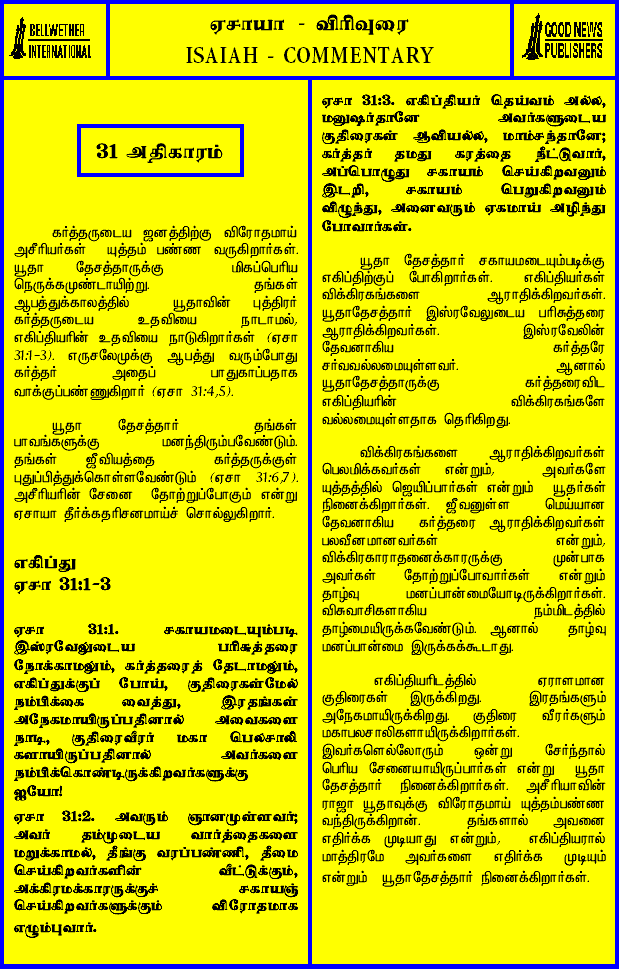 BELLWETHER
INTERNATIONAL
ஏசாயா - விரிவுரை
ISAIAH - COMMENTARY
GOOD NEWS
PUBLISHERS
31 அதிகாரம்
கர்த்தருடைய ஜனத்திற்கு விரோதமாய்
அசீரியர்கள் யுத்தம் பண்ண வருகிறார்கள்.
யூதா தேசத்தாருக்கு மிகப்பெரிய
நெருக்கமுண்டாயிற்று. தங்கள்
ஆபத்துக்காலத்தில் யூதாவின் புத்திரர்
கர்த்தருடைய உதவியை நாடாமல்,
எகிப்தியரின் உதவியை நாடுகிறார்கள் (ஏசா
31:1-3). எருசலேமுக்கு ஆபத்து வரும்போது
கர்த்தர் அதைப் பாதுகாப்பதாக
வாக்குப்பண்ணுகிறார் (ஏசா 31:4,5).
யூதா தேசத்தார் தங்கள்
பாவங்களுக்கு மனந்திரும்பவேண்டும்.
தங்கள் ஜீவியத்தை கர்த்தருக்குள்
புதுப்பித்துக்கொள்ளவேண்டும் (ஏசா 31:6,7).
அசீரியரின் சேனை தோற்றுப்போகும் என்று
ஏசாயா தீர்க்கதரிசனமாய்ச் சொல்லுகிறார்.
எகிப்து
ஏசா 31:1-3
ஏசா 31:1. சகாயமடையும்படி
இஸ்ரவேலுடைய பரிசுத்தரை
நோக்காமலும், கர்த்தரைத் தேடாமலும்,
எகிப்துக்குப் போய், குதிரைகள்மேல்
நம்பிக்கை வைத்து, இரதங்கள்
அநேகமாயிருப்பதினால் அவைகளை
நாடி, குதிரைவீரர் மகா பெலசாலி
களாயிருப்பதினால் அவர்களை
நம்பிக்கொண்டிருக்கிறவர்களுக்கு
ஐயோ!
ஏசா 31:2. அவரும் ஞானமுள்ளவர்;
அவர் தம்முடைய வார்த்தைகளை
மறுக்காமல், தீங்கு வரப்பண்ணி, தீமை
செய்கிறவர்களின் வீட்டுக்கும்,
அக்கிரமக்காரருக்குச் சகாயஞ்
செய்கிறவர்களுக்கும் விரோதமாக
எழும்புவார்.
ஏசா 31:3. எகிப்தியர் தெய்வம் அல்ல,
மனுஷர்தானே அவர்களுடைய
குதிரைகள் ஆவியல்ல, மாம்சந்தானே;
கர்த்தர் தமது கரத்தை நீட்டுவார்,
அப்பொழுது சகாயம் செய்கிறவனும்
இடறி, சகாயம் பெறுகிறவனும்
விழுந்து, அனைவரும் ஏகமாய் அழிந்து
போவார்கள்.
யூதா தேசத்தார் சகாயமடையும்படிக்கு
எகிப்திற்குப் போகிறார்கள். எகிப்தியர்கள்
விக்கிரகங்களை ஆராதிக்கிறவர்கள்.
யூதாதேசத்தார் இஸ்ரவேலுடைய பரிசுத்தரை
ஆராதிக்கிறவர்கள். இஸ்ரவேலின்
தேவனாகிய கர்த்தரே
சர்வவல்லமையுள்ளவர். ஆனால்
யூதாதேசத்தாருக்கு கர்த்தரைவிட
எகிப்தியரின் விக்கிரகங்களே
வல்லமையுள்ளதாக தெரிகிறது.
விக்கிரகங்களை ஆராதிக்கிறவர்கள்
பெலமிக்கவர்கள் என்றும், அவர்களே
யுத்தத்தில் ஜெயிப்பார்கள் என்றும் யூதர்கள்
நினைக்கிறார்கள். ஜீவனுள்ள மெய்யான
தேவனாகிய கர்த்தரை ஆராதிக்கிறவர்கள்
பலவீனமானவர்கள் என்றும்,
விக்கிரகாராதனைக்காரருக்கு முன்பாக
அவர்கள் தோற்றுப்போவார்கள் என்றும்
தாழ்வு மனப்பான்மையோடிருக்கிறார்கள்.
விசுவாசிகளாகிய நம்மிடத்தில்
தாழ்மையிருக்கவேண்டும். ஆனால் தாழ்வு
மனப்பான்மை இருக்கக்கூடாது.
எகிப்தியரிடத்தில் ஏராளமான
குதிரைகள் இருக்கிறது. இரதங்களும்
அநேகமாயிருக்கிறது. குதிரை வீரர்களும்
மகாபலசாலிகளாயிருக்கிறார்கள்.
இவர்களெல்லோரும் ஒன்று சேர்ந்தால்
பெரிய சேனையாயிருப்பார்கள் என்று யூதா
தேசத்தார் நினைக்கிறார்கள். அசீரியாவின்
ராஜா யூதாவுக்கு விரோதமாய் யுத்தம்பண்ண
வந்திருக்கிறான். தங்களால் அவனை
எதிர்க்க முடியாது என்றும், எகிப்தியரால்
மாத்திரமே அவர்களை எதிர்க்க முடியும்
என்றும் யூதாதேசத்தார் நினைக்கிறார்கள்.